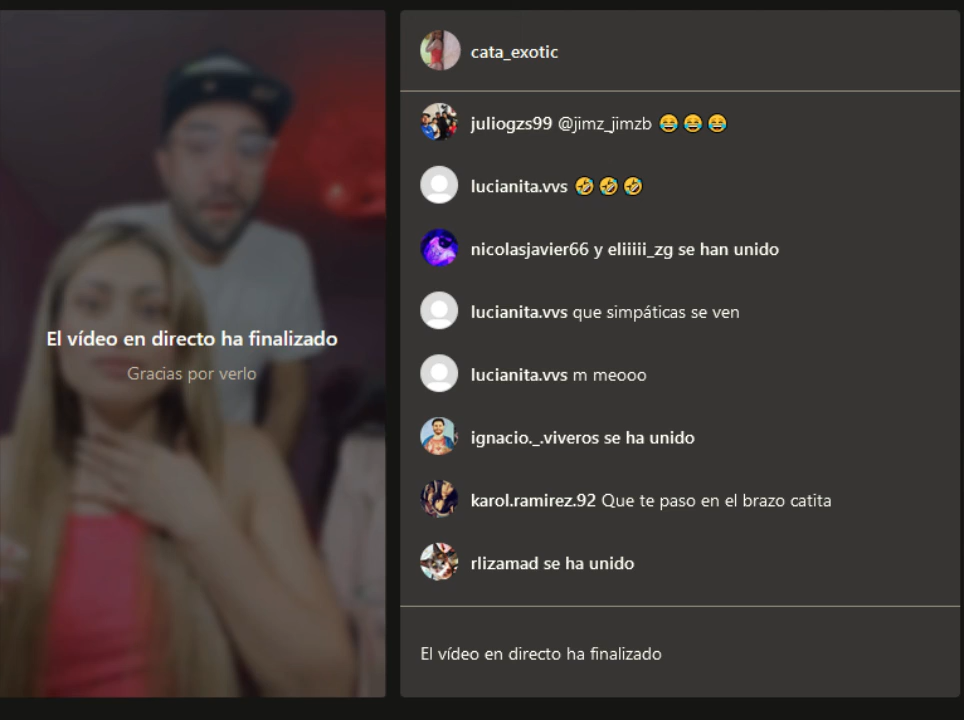 El vídeo en directo ha finalizado
Gracias por verlo
cata_exotic
juliogzs99 @jimz_jimzb 😂😂😂
lucianita.vvs 🤣🤣🤣
nicolasjavier66 y eliiiii_zg se han unido
lucianita.vvs que simpáticas se ven
lucianita.vvs m meooo
ignacio._.viveros se ha unido
karol.ramirez.92 Que te paso en el brazo catita
rlizamad se ha unido
El vídeo en directo ha finalizado